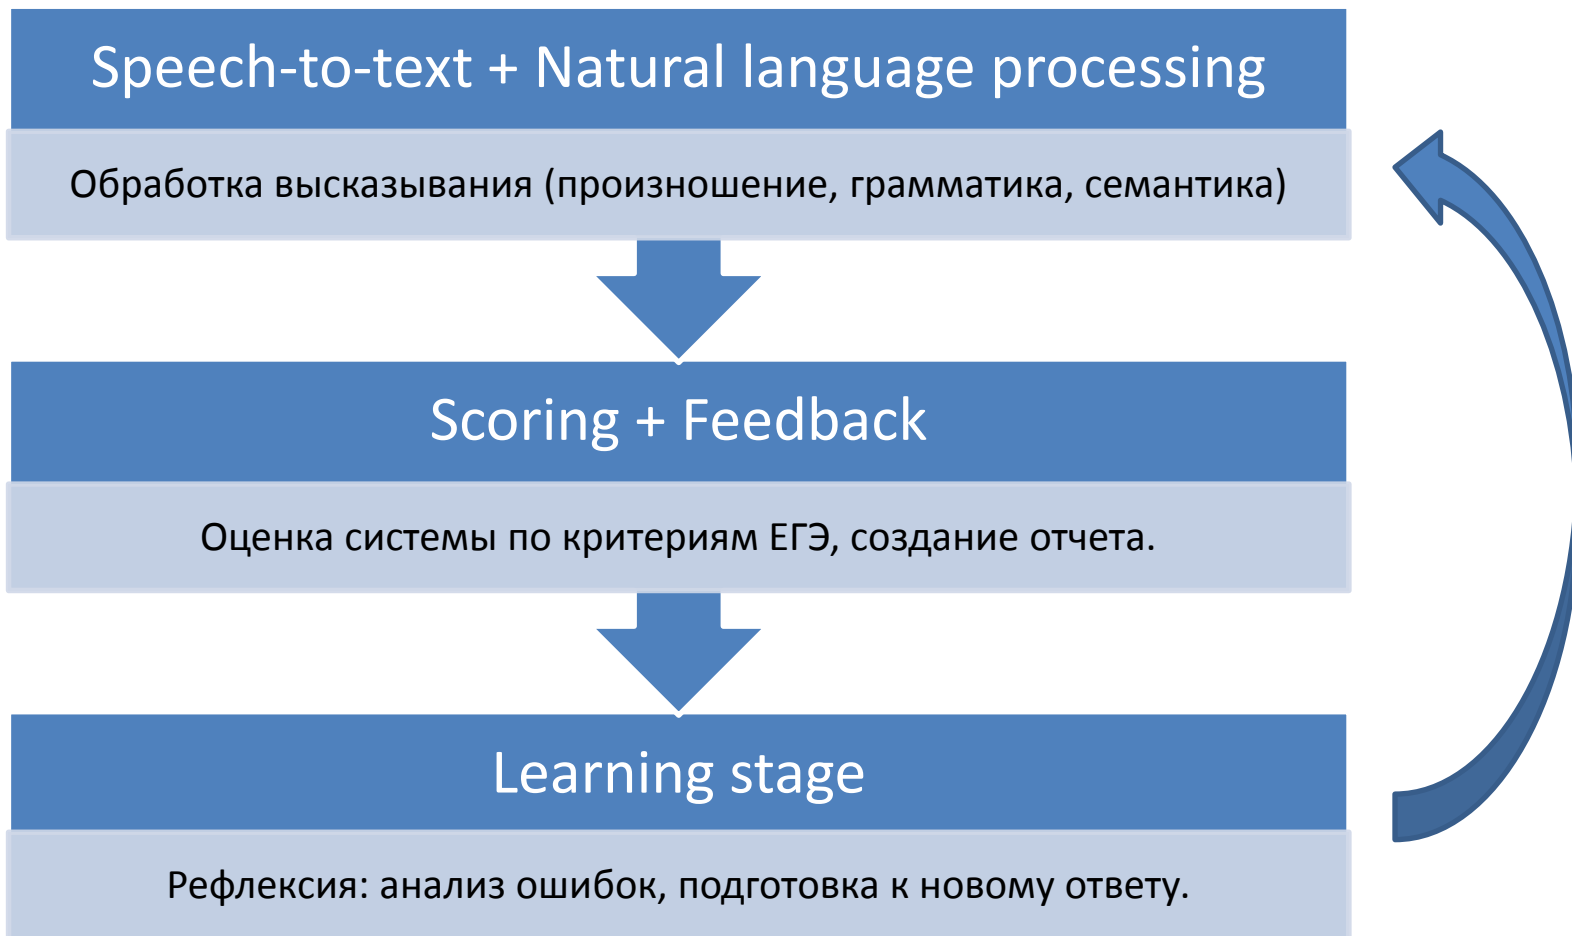 Speech-to-text + Natural language processing
Обработка высказывания (произношение, грамматика, семантика)
Scoring + Feedback
Оценка системы по критериям ЕГЭ, создание отчета.
Learning stage
Рефлексия: анализ ошибок, подготовка к новому ответу.